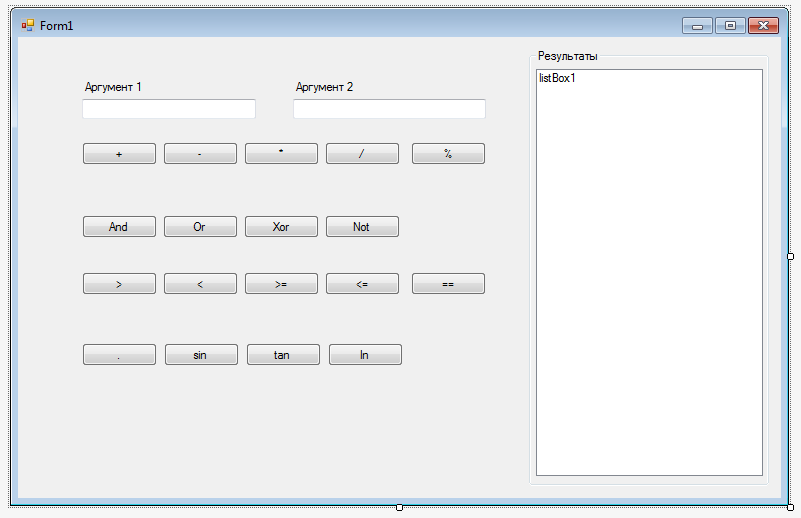 Form1
Результаты
listBox1
Аргумент 1 Аргумент 2
+ - * / %
And Or Xor Not
> < >= <= ==
. sin tan ln